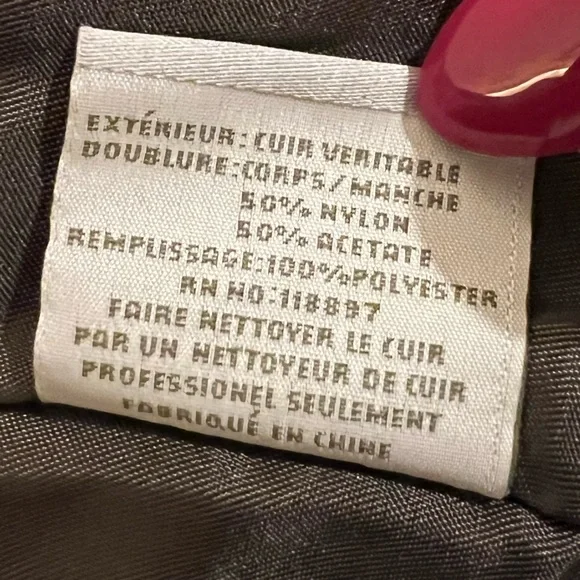 EXTÉRIEUR: CUIR VERITABLE
DOUBLURE: CORPS/MANCHE
50% NYLON
50% ACETATE
REMPLISSAGE: 100% POLYESTER
RN NO: 118897
FAIRE NETTOYER LE CUIR
PAR UN NETTOYEUR DE CUIR
PROFESSIONEL SEULEMENT
FABRIQUÉ EN CHINE